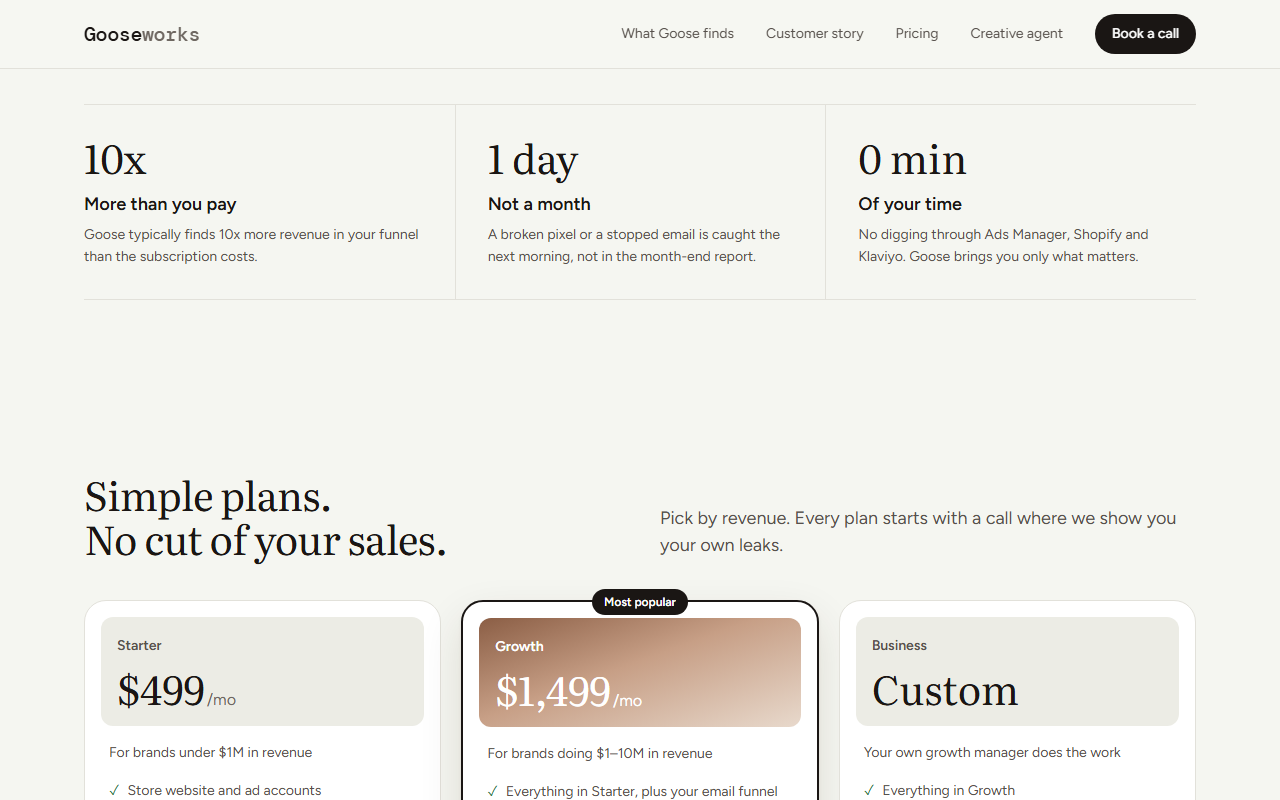 Gooseworks
What Goose finds
Customer story
Pricing
Creative agent
Book a call
10x
More than you pay
Goose typically finds 10x more revenue in your funnel
than the subscription costs.
1 day
Not a month
A broken pixel or a stopped email is caught the
next morning, not in the month-end report.
0 min
Of your time
No digging through Ads Manager, Shopify and
Klaviyo. Goose brings you only what matters.
Simple plans.
No cut of your sales.
Pick by revenue. Every plan starts with a call where we show you
your own leaks.
Starter
$499/mo
For brands under $1M in revenue
✓ Store website and ad accounts
Most popular
Growth
$1,499/mo
For brands doing $1–10M in revenue
✓ Everything in Starter, plus your email funnel
Business
Custom
Your own growth manager does the work
✓ Everything in Growth